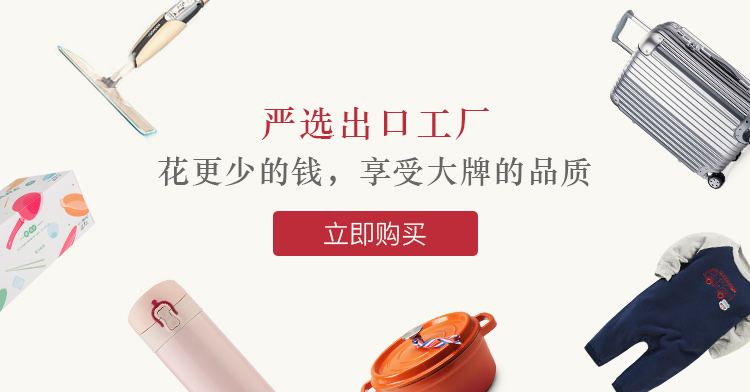 严选出口工厂
花更少的钱，享受大牌的品质
立即购买